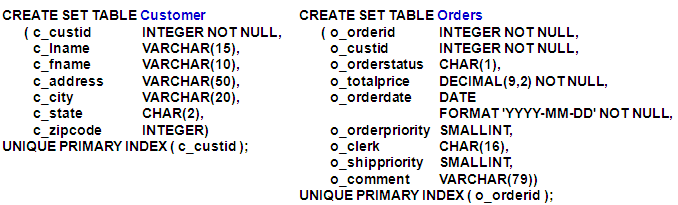 CREATE SET TABLE Customer
( c_custid INTEGER NOT NULL,
c_lname VARCHAR(15),
c_fname VARCHAR(10),
c_address VARCHAR(50),
c_city VARCHAR(20),
c_state CHAR(2),
c_zipcode INTEGER)
UNIQUE PRIMARY INDEX ( c_custid );
CREATE SET TABLE Orders
( o_orderid INTEGER NOT NULL,
o_custid INTEGER NOT NULL,
o_orderstatus CHAR(1),
o_totalprice DECIMAL(9,2) NOT NULL,
o_orderdate DATE
FORMAT 'YYYY-MM-DD' NOT NULL,
o_orderpriority SMALLINT,
o_clerk CHAR(16),
o_shippriority SMALLINT,
o_comment VARCHAR(79))
UNIQUE PRIMARY INDEX ( o_orderid );